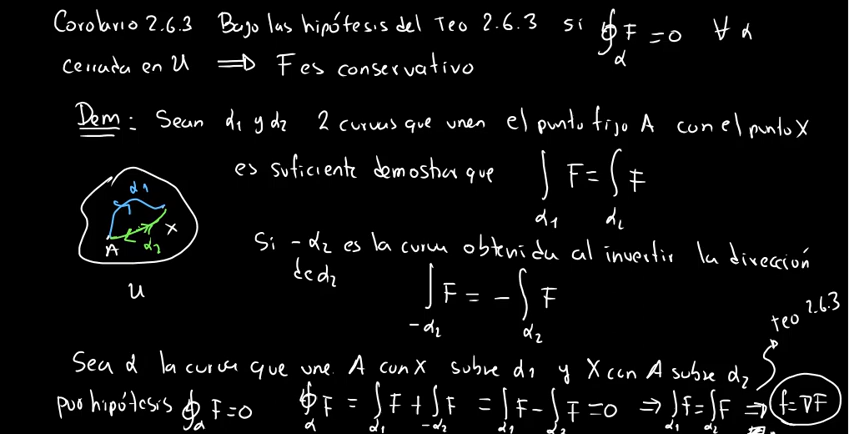 Corolario 2.6.3 Bajo las hipótesis del Teo 2.6.3 si ∮_α F = 0 ∀ α
cerrada en U ⟹ F es conservativo
Dem: Sean α1 y α2 2 curvas que unen el punto fijo A con el punto X
es suficiente demostrar que ∫_α1 F = ∫_α2 F
α1
A
X
α2
U
Si -α2 es la curva obtenida al invertir la dirección
de α2
∫_-α2 F = - ∫_α2 F
teo 2.6.3
Sea α la curva que une A con X sobre α1 y X con A sobre α2
por hipótesis ∮_α F = 0 ∮_α F = ∫_α1 F + ∫_-α2 F = ∫_α1 F - ∫_α2 F = 0 ⟹ ∫_α1 F = ∫_α2 F ⟹ f = ∇F